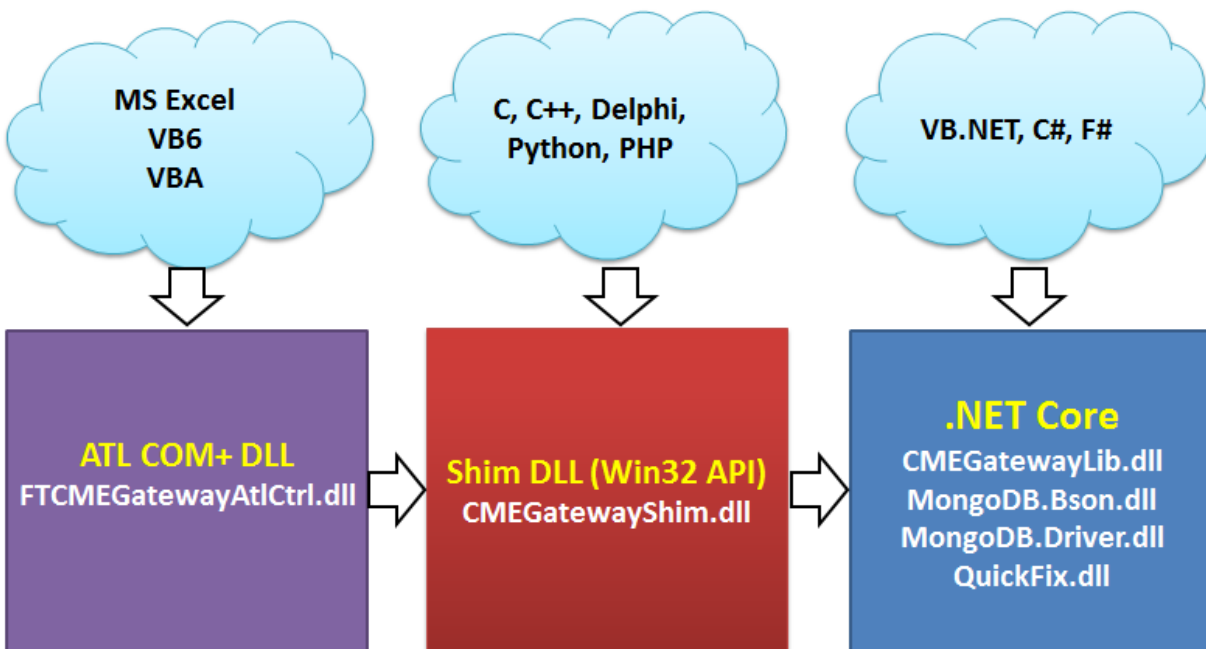 MS Excel
VB6
VBA
C, C++, Delphi,
Python, PHP
VB.NET, C#, F#
ATL COM+ DLL
FTCMEGatewayAtlCtrl.dll
Shim DLL (Win32 API)
CMEGatewayShim.dll
.NET Core
CMEGatewayLib.dll
MongoDB.Bson.dll
MongoDB.Driver.dll
QuickFix.dll